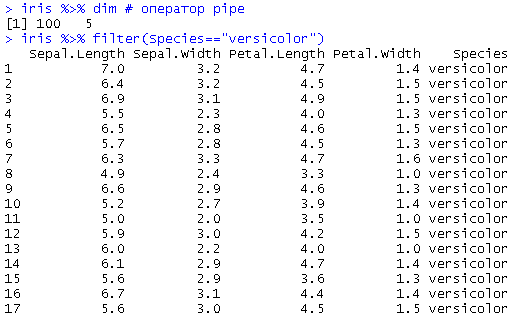 > iris %>% dim # оператор pipe
[1] 100   5
> iris %>% filter(Species=="versicolor")
   Sepal.Length Sepal.Width Petal.Length Petal.Width    Species
1           7.0         3.2          4.7         1.4 versicolor
2           6.4         3.2          4.5         1.5 versicolor
3           6.9         3.1          4.9         1.5 versicolor
4           5.5         2.3          4.0         1.3 versicolor
5           6.5         2.8          4.6         1.5 versicolor
6           5.7         2.8          4.5         1.3 versicolor
7           6.3         3.3          4.7         1.6 versicolor
8           4.9         2.4          3.3         1.0 versicolor
9           6.6         2.9          4.6         1.3 versicolor
10          5.2         2.7          3.9         1.4 versicolor
11          5.0         2.0          3.5         1.0 versicolor
12          5.9         3.0          4.2         1.5 versicolor
13          6.0         2.2          4.0         1.0 versicolor
14          6.1         2.9          4.7         1.4 versicolor
15          5.6         2.9          3.6         1.3 versicolor
16          6.7         3.1          4.4         1.4 versicolor
17          5.6         3.0          4.5         1.5 versicolor